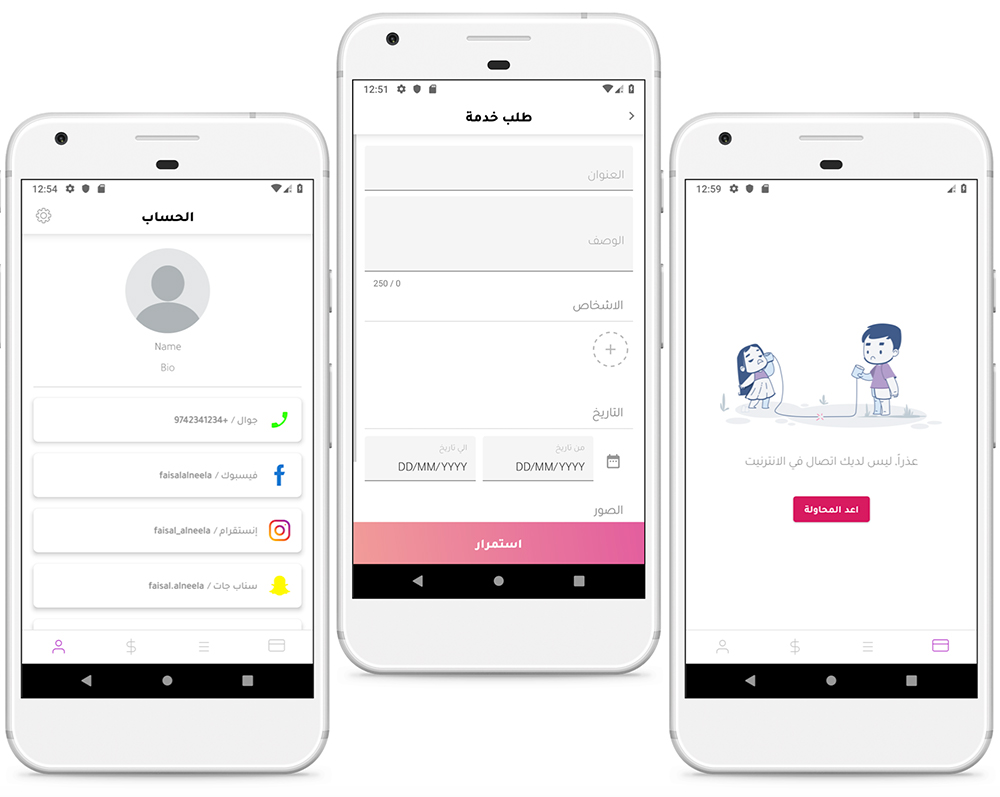 12:54
الحساب
Name
Bio
جوال / +9742341234
فيسبوك / faisalalneela
إنستقرام / faisal_alneela
سناب جات / faisal.alneela
12:51
طلب خدمة
العنوان
الوصف
250 / 0
الاشخاص
التاريخ
من تاريخ
DD/MM/YYYY
الي تاريخ
DD/MM/YYYY
الصور
استمرار
12:59
عذراً, ليس لديك اتصال في الانترنيت
اعد المحاولة